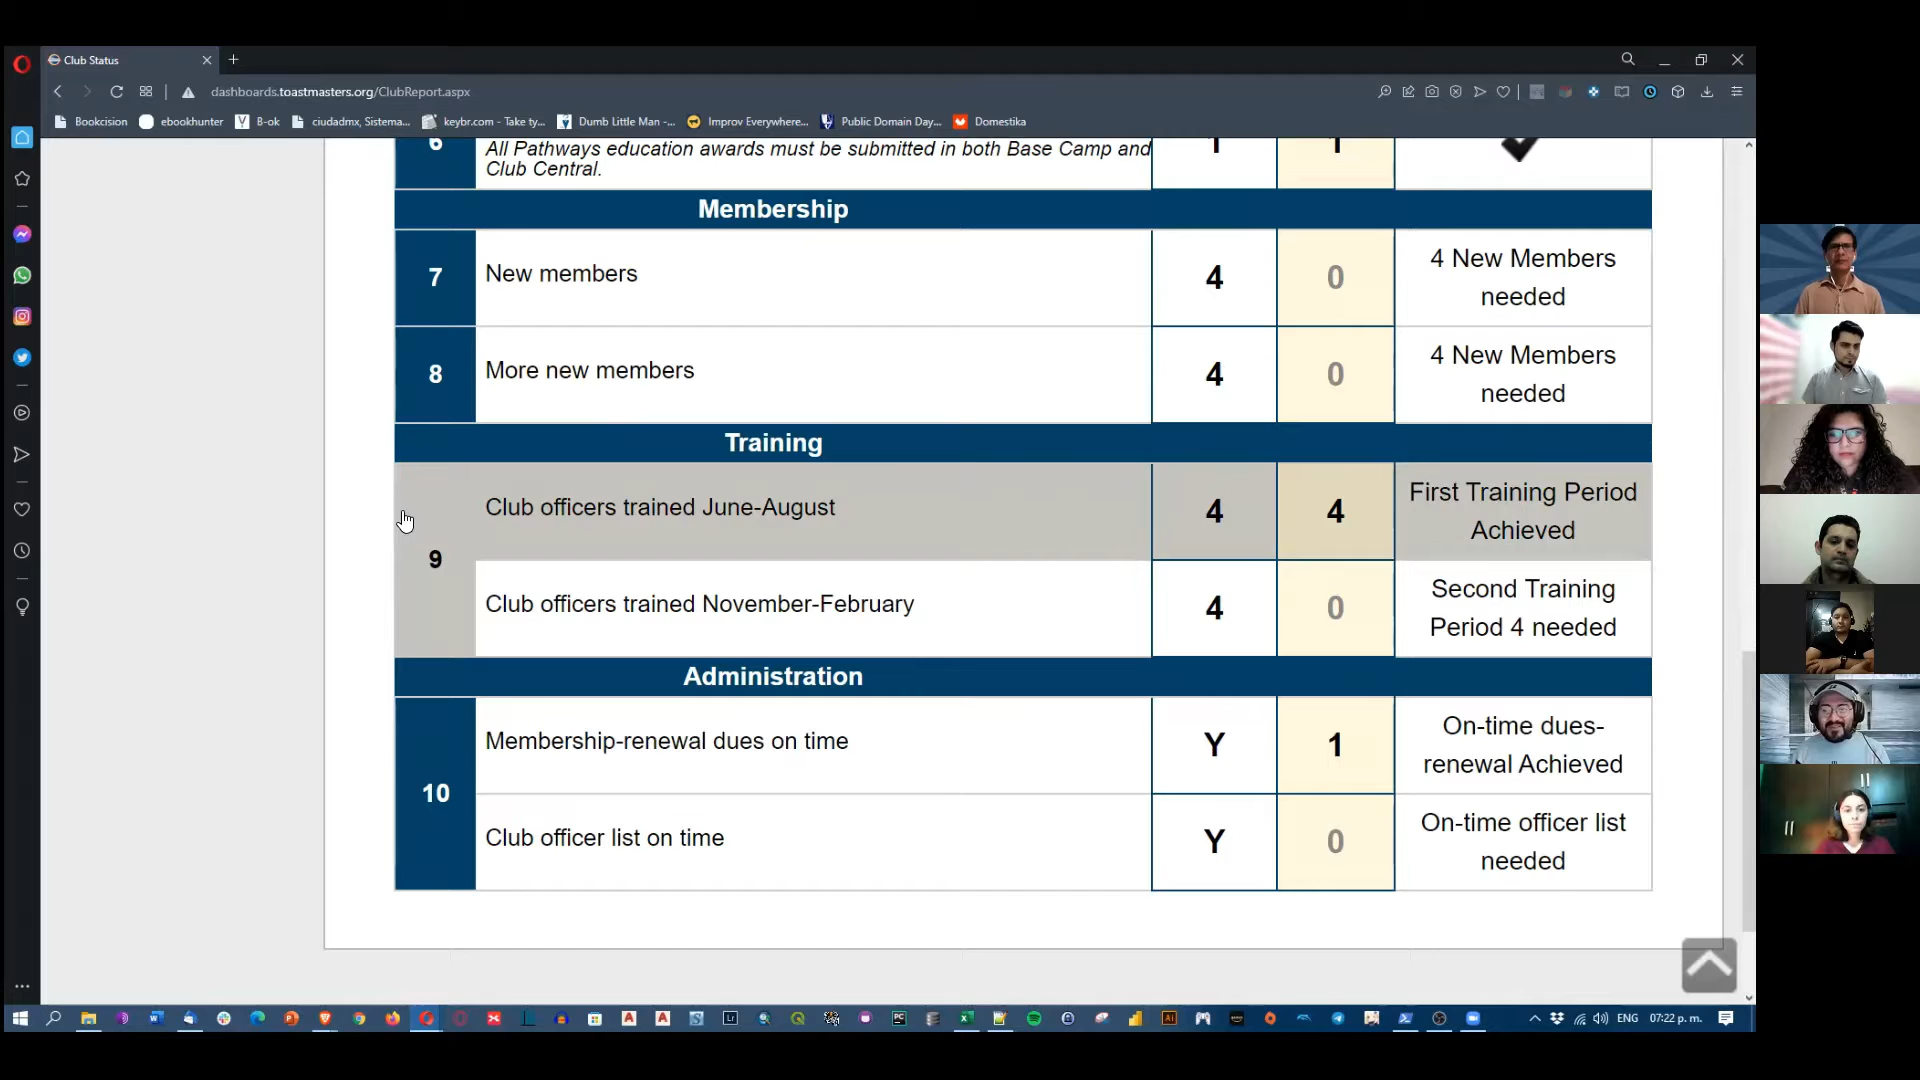 Club Status
dashboards.toastmasters.org/ClubReport.aspx
Bookcision ebookhunter B-ok ciudadmx, Sistema... keybr.com - Take ty... Dumb Little Man -... Improv Everywhere... Public Domain Day... Domestika
6 All Pathways education awards must be submitted in both Base Camp and 1 1
Club Central.
Membership
7 New members 4 0 4 New Members
needed
8 More new members 4 0 4 New Members
needed
Training
Club officers trained June-August 4 4 First Training Period
Achieved
9
Club officers trained November-February 4 0 Second Training
Period 4 needed
Administration
Membership-renewal dues on time Y 1 On-time dues-
renewal Achieved
10
Club officer list on time Y 0 On-time officer list
needed
ENG 07:22 p. m.